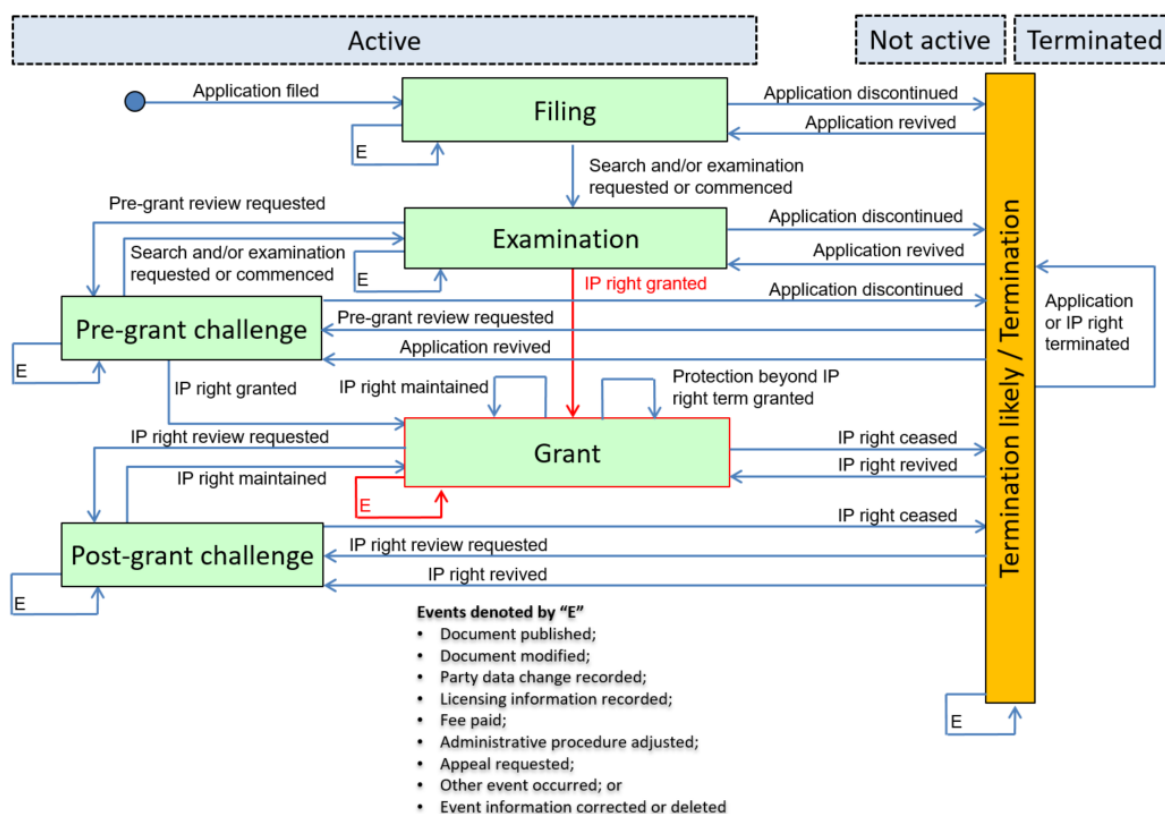 Active
Not active
Terminated
Application filed
Filing
Application discontinued
Application revived
E
Search and/or examination
requested or commenced
Pre-grant review requested
Examination
Application discontinued
Application revived
Search and/or examination
requested or commenced
E
IP right granted
Application discontinued
Pre-grant challenge
Pre-grant review requested
Application revived
E
Application
or IP right
terminated
Termination likely / Termination
IP right granted
IP right maintained
Protection beyond IP
right term granted
IP right review requested
Grant
IP right ceased
IP right revived
IP right maintained
E
IP right ceased
Post-grant challenge
IP right review requested
IP right revived
E
Events denoted by “E”
• Document published;
• Document modified;
• Party data change recorded;
• Licensing information recorded;
• Fee paid;
• Administrative procedure adjusted;
• Appeal requested;
• Other event occurred; or
• Event information corrected or deleted
E